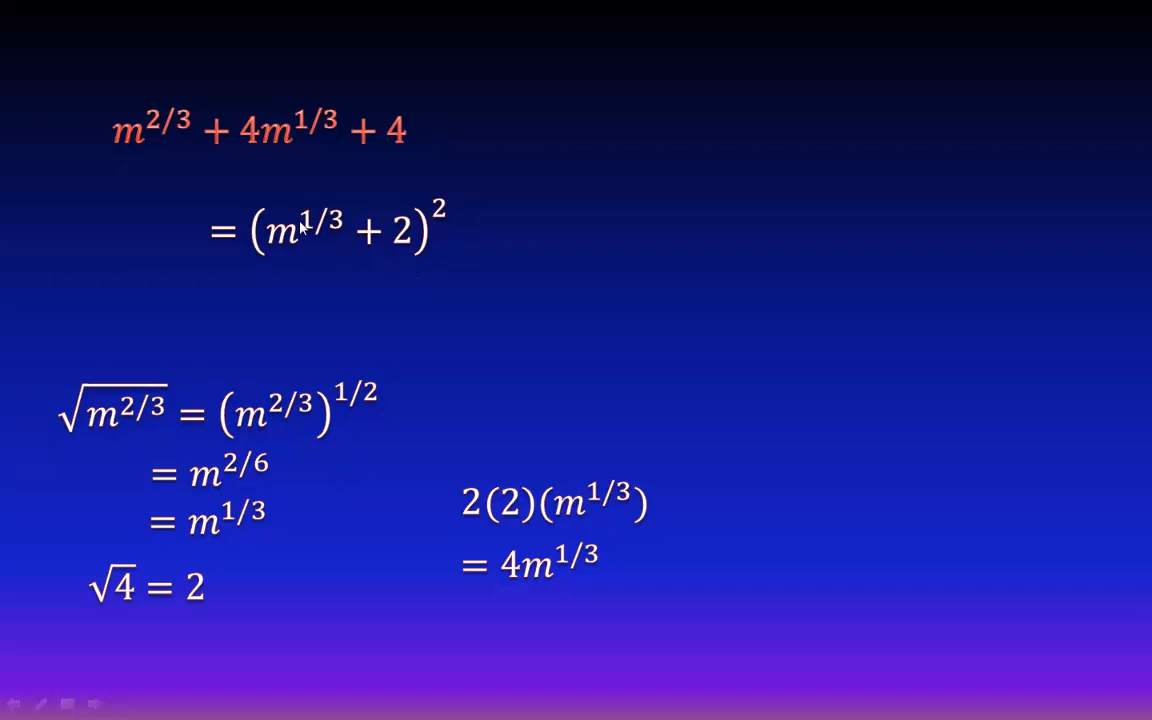 m^{2/3} + 4m^{1/3} + 4
= (m^{1/3} + 2)^2
√(m^{2/3}) = (m^{2/3})^{1/2}
= m^{2/6}
= m^{1/3}
√4 = 2
2(2)(m^{1/3})
= 4m^{1/3}